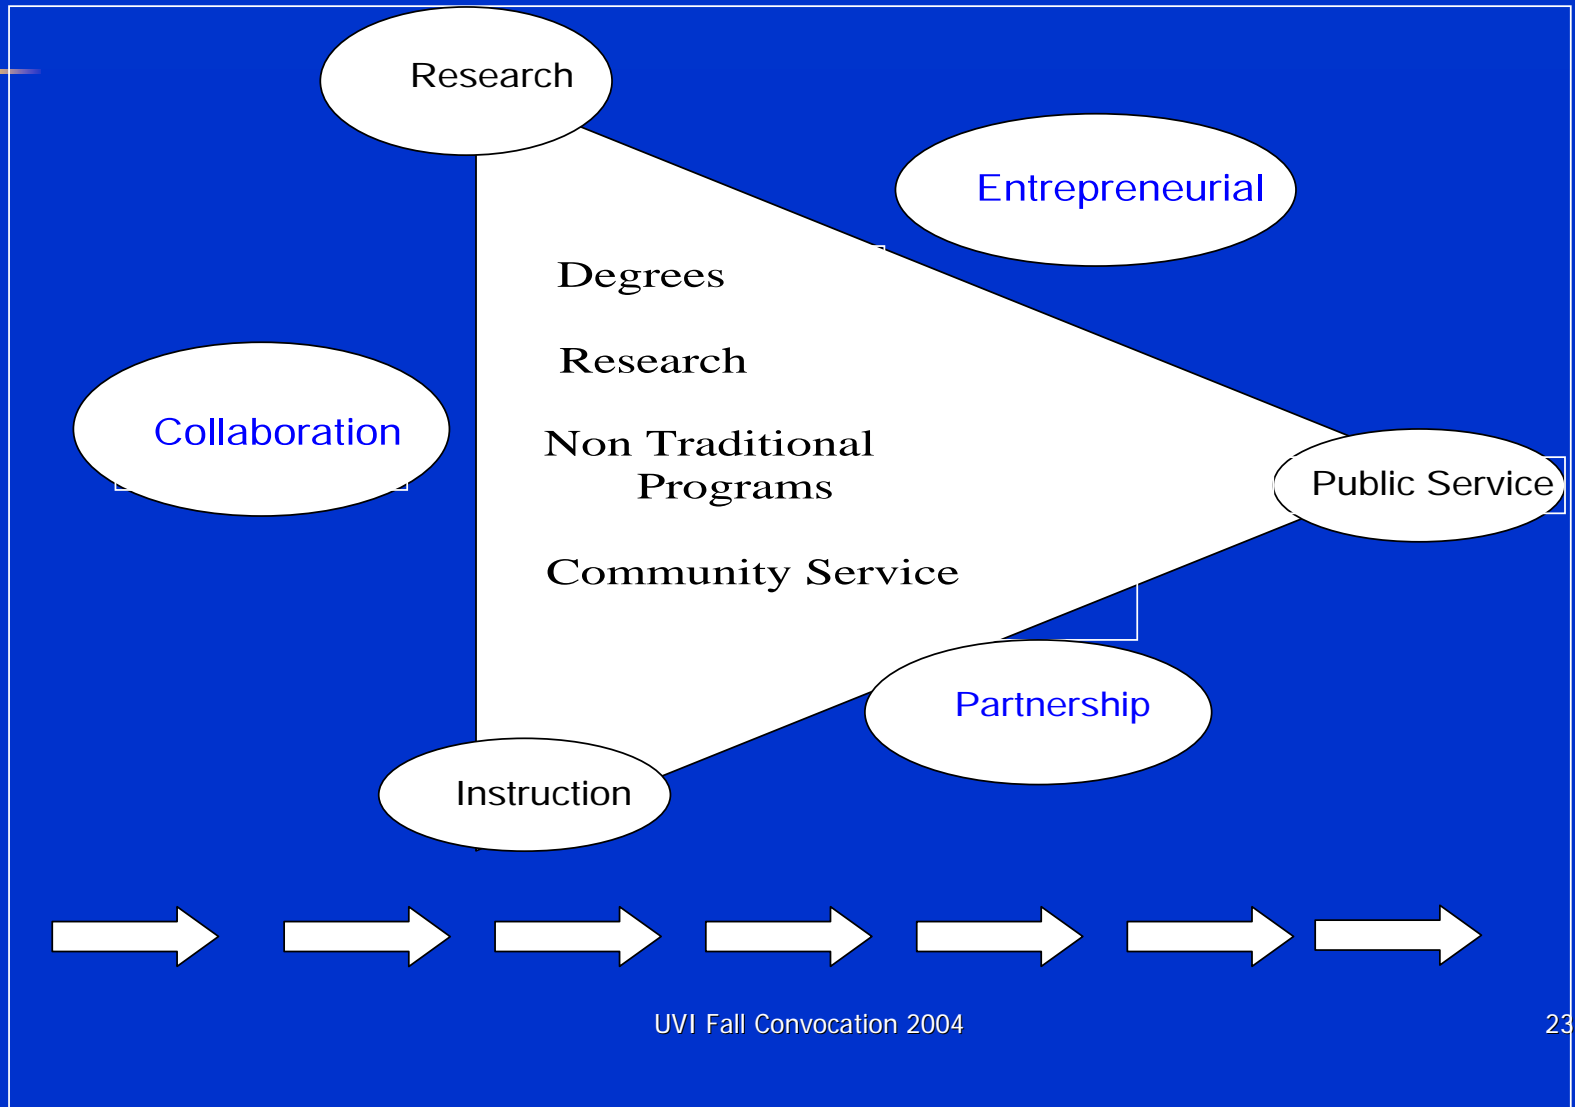 Research
Entrepreneurial
Degrees
Research
Collaboration
Non Traditional
Programs
Public Service
Community Service
Partnership
Instruction
UVI Fall Convocation 2004
23